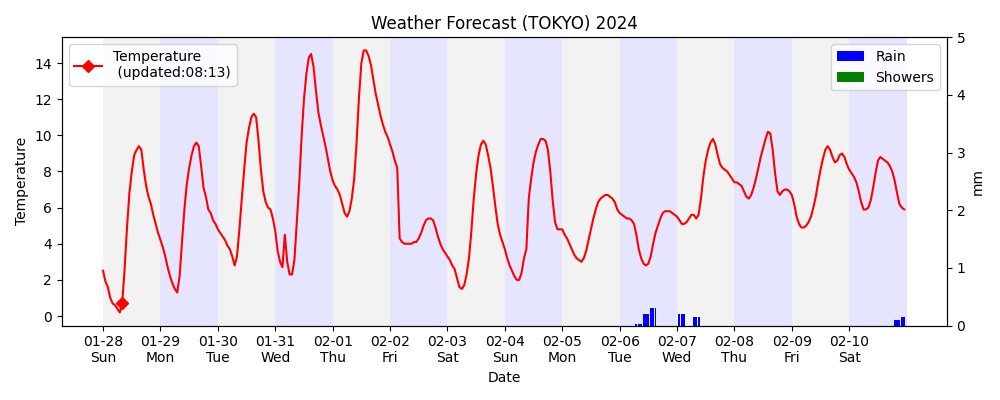 Weather Forecast (TOKYO) 2024
Temperature
(updated:08:13)
Rain
Showers
Temperature
14
12
10
8
6
4
2
0
5
4
3
2
1
0
mm
01-28 01-29 01-30 01-31 02-01 02-02 02-03 02-04 02-05 02-06 02-07 02-08 02-09 02-10
Sun Mon Tue Wed Thu Fri Sat Sun Mon Tue Wed Thu Fri Sat
Date